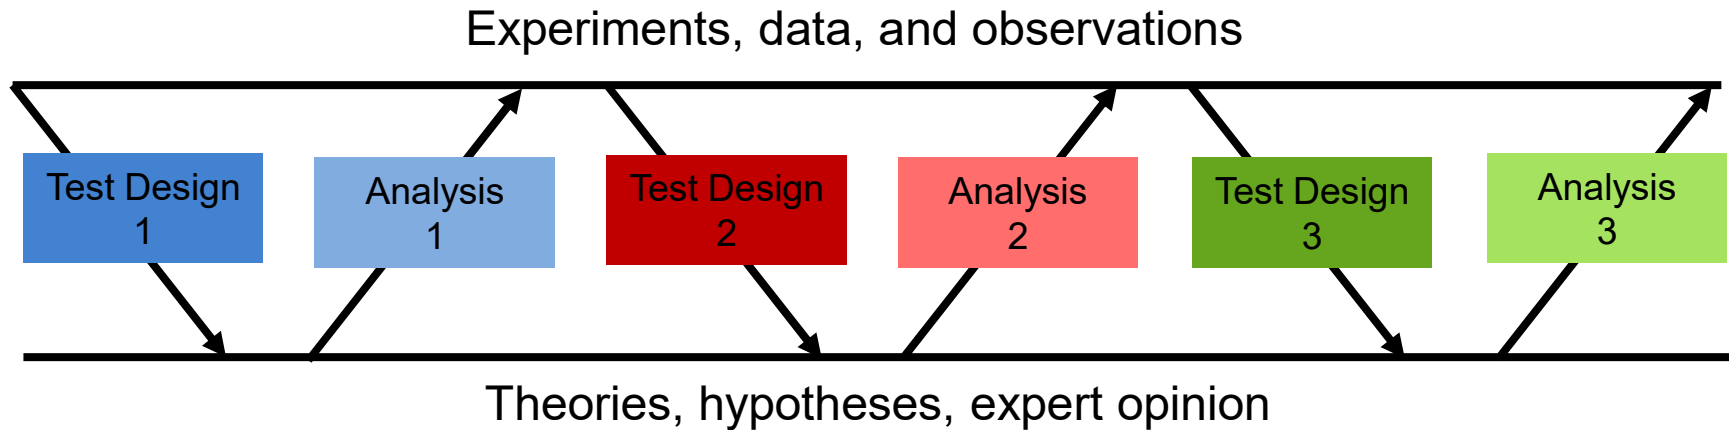 Experiments, data, and observations
Test Design
1
Analysis
1
Test Design
2
Analysis
2
Test Design
3
Analysis
3
Theories, hypotheses, expert opinion